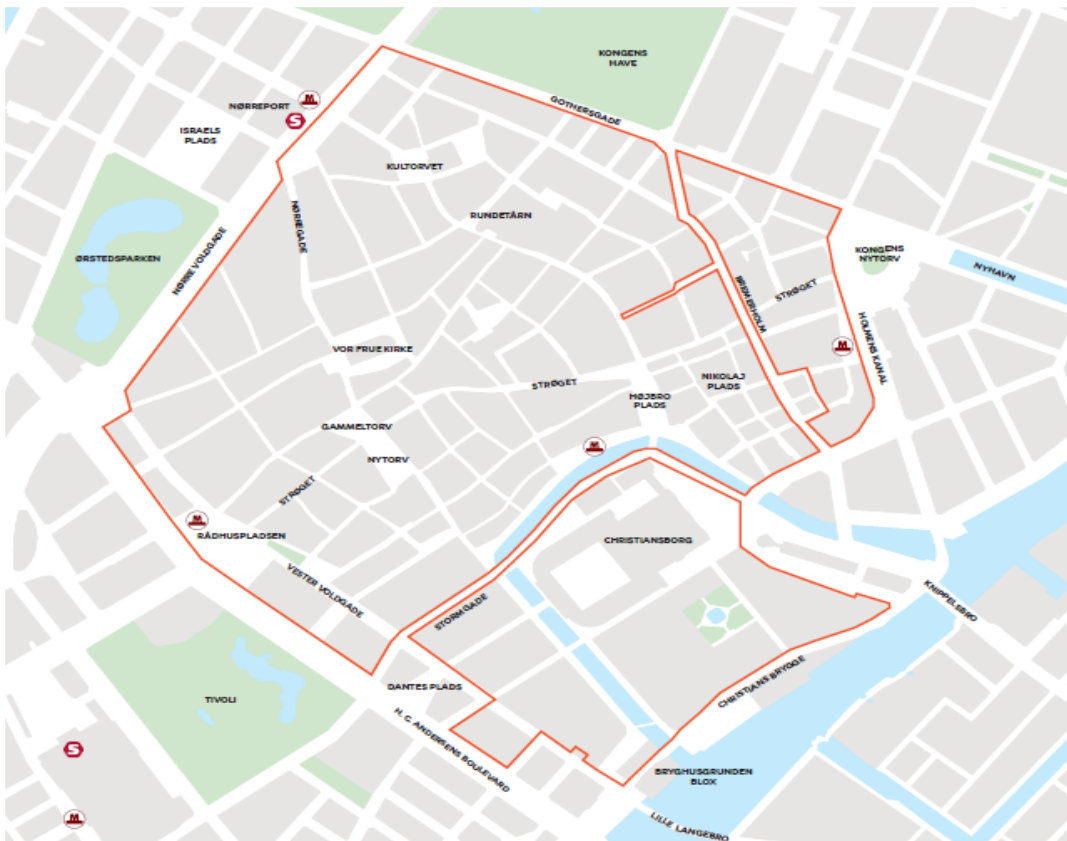 KONGENS
HAVE
NØRREPORT
M
S
GOTHERSGADE
ISRAELS
PLADS
KULTORVET
NØRREGADE
RUNDETÅRN
ØRSTEDSPARKEN
NØRRE VOLDGADE
KONGENS
NYTORV
NYHAVN
STRØGET
BREMERHOLM
HOLMENS KANAL
M
VOR FRUE KIRKE
STRØGET
NIKOLAJ
PLADS
HØJBRO
PLADS
GAMMELTORV
NYTORV
M
STRØGET
M
RÅDHUSPLADSEN
CHRISTIANSBORG
VESTER VOLDGADE
STORMGADE
KNIPPELSBRO
DANTES PLADS
CHRISTIANS BRYGGE
TIVOLI
H. C. ANDERSENS BOULEVARD
S
BRYGHUSGRUNDEN
BLOX
M
LILLE LANGEBRO